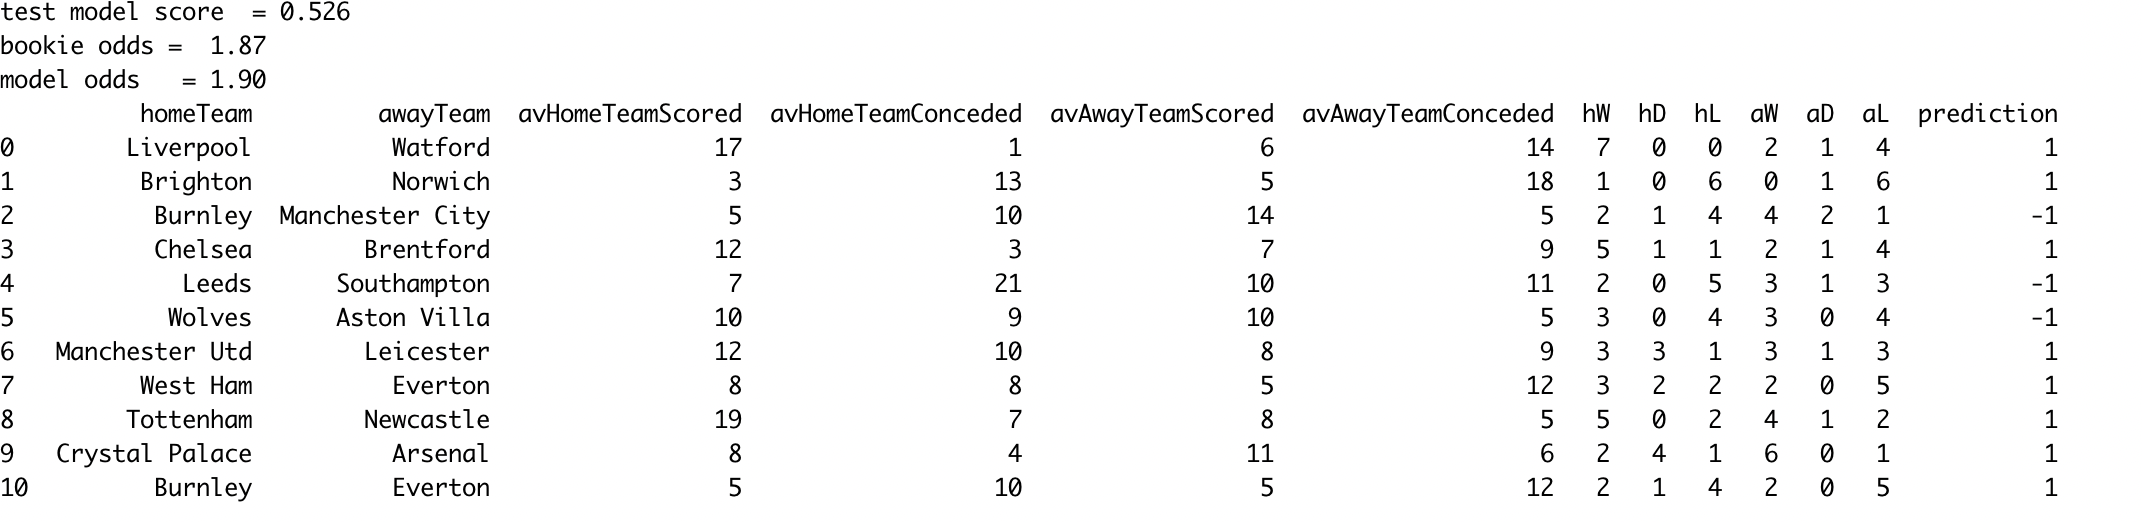 test model score  = 0.526
bookie odds =  1.87
model odds   = 1.90
homeTeam awayTeam avHomeTeamScored avHomeTeamConceded avAwayTeamScored avAwayTeamConceded hW hD hL aW aD aL prediction
0 Liverpool Watford 17 1 6 14 7 0 0 2 1 4 1
1 Brighton Norwich 3 13 5 18 1 0 6 0 1 6 1
2 Burnley Manchester City 5 10 14 5 2 1 4 4 2 1 -1
3 Chelsea Brentford 12 3 7 9 5 1 1 2 1 4 1
4 Leeds Southampton 7 21 10 11 2 0 5 3 1 3 -1
5 Wolves Aston Villa 10 9 10 5 3 0 4 3 0 4 -1
6 Manchester Utd Leicester 12 10 8 9 3 3 1 3 1 3 1
7 West Ham Everton 8 8 5 12 3 2 2 2 0 5 1
8 Tottenham Newcastle 19 7 8 5 5 0 2 4 1 2 1
9 Crystal Palace Arsenal 8 4 11 6 2 4 1 6 0 1 1
10 Burnley Everton 5 10 5 12 2 1 4 2 0 5 1